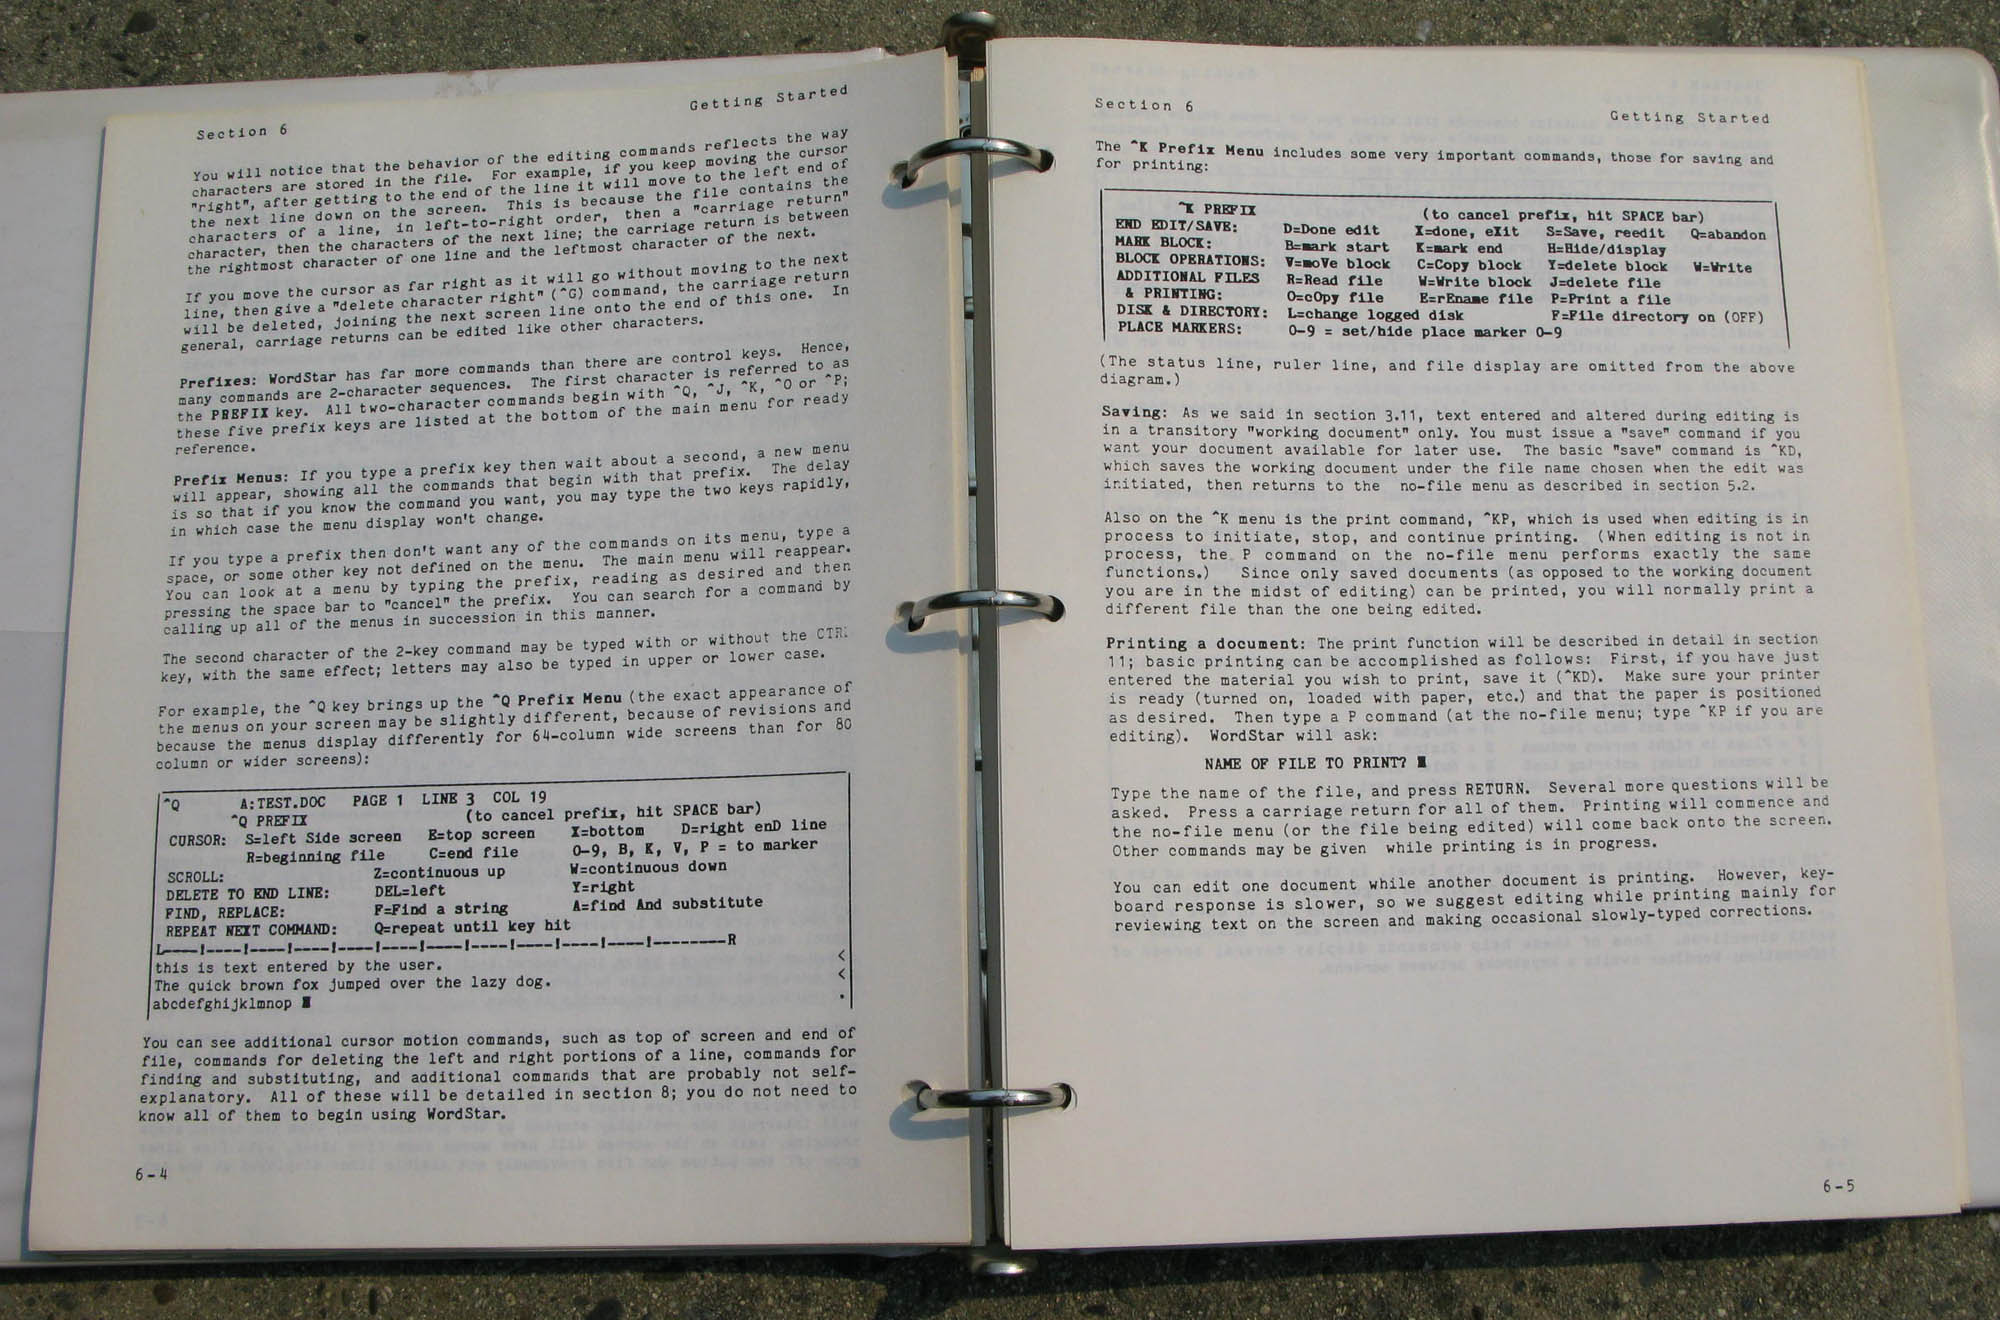 Section 6
Getting Started
You will notice that the behavior of the editing commands reflects the way
characters are stored in the file. For example, if you keep moving the cursor
"right", after getting to the end of the line it will move to the left end of
the next line down on the screen. This is because the file contains the
characters of a line, in left-to-right order, then a "carriage return"
character, then the characters of the next line; the carriage return is between
the rightmost character of one line and the leftmost character of the next.
If you move the cursor as far right as it will go without moving to the next
line, then give a "delete character right" (^G) command, the carriage return
will be deleted, joining the next screen line onto the end of this one. In
general, carriage returns can be edited like other characters.
Prefixes: WordStar has far more commands than there are control keys. Hence,
many commands are 2-character sequences. The first character is referred to as
the PREFIX key. All two-character commands begin with ^Q, ^J, ^K, ^O or ^P;
these five prefix keys are listed at the bottom of the main menu for ready
reference.
Prefix Menus: If you type a prefix key then wait about a second, a new menu
will appear, showing all the commands that begin with that prefix. The delay
is so that if you know the command you want, you may type the two keys rapidly,
in which case the menu display won't change.
If you type a prefix then don't want any of the commands on its menu, type a
space, or some other key not defined on the menu. The main menu will reappear.
You can look at a menu by typing the prefix, reading as desired and then
pressing the space bar to "cancel" the prefix. You can search for a command by
calling up all of the menus in succession in this manner.
The second character of the 2-key command may be typed with or without the CTRL
key, with the same effect; letters may also be typed in upper or lower case.
For example, the ^Q key brings up the ^Q Prefix Menu (the exact appearance of
the menus on your screen may be slightly different, because of revisions and
because the menus display differently for 64-column wide screens than for 80
column or wider screens):
^Q A:TEST.DOC PAGE 1 LINE 3 COL 19
^Q PREFIX (to cancel prefix, hit SPACE bar)
CURSOR: S=left Side screen E=top screen X=bottom D=right enD line
R=beginning file C=end file 0-9, B, K, V, P = to marker
SCROLL: Z=continuous up W=continuous down
DELETE TO END LINE: DEL=left Y=right
FIND, REPLACE: F=Find a string A=find And substitute
REPEAT NEXT COMMAND: Q=repeat until key hit
L----!----!----!----!----!----!----!----!----!----!----!--------R
this is text entered by the user. <
The quick brown fox jumped over the lazy dog. <
abcdefghijklmnop ■ .
You can see additional cursor motion commands, such as top of screen and end of
file, commands for deleting the left and right portions of a line, commands for
finding and substituting, and additional commands that are probably not self-
explanatory. All of these will be detailed in section 8; you do not need to
know all of them to begin using WordStar.
6-4
Section 6
Getting Started
The ^K Prefix Menu includes some very important commands, those for saving and
for printing:
^K PREFIX (to cancel prefix, hit SPACE bar)
END EDIT/SAVE: D=Done edit X=done, eXit S=Save, reedit Q=abandon
MARK BLOCK: B=mark start K=mark end H=Hide/display
BLOCK OPERATIONS: V=moVe block C=Copy block Y=delete block W=Write
ADDITIONAL FILES R=Read file W=Write block J=delete file
& PRINTING: O=cOpy file E=rEname file P=Print a file
DISK & DIRECTORY: L=change logged disk F=File directory on (OFF)
PLACE MARKERS: 0-9 = set/hide place marker 0-9
(The status line, ruler line, and file display are omitted from the above
diagram.)
Saving: As we said in section 3.11, text entered and altered during editing is
in a transitory "working document" only. You must issue a "save" command if you
want your document available for later use. The basic "save" command is ^KD,
which saves the working document under the file name chosen when the edit was
initiated, then returns to the no-file menu as described in section 5.2.
Also on the ^K menu is the print command, ^KP, which is used when editing is in
process to initiate, stop, and continue printing. (When editing is not in
process, the P command on the no-file menu performs exactly the same
functions.) Since only saved documents (as opposed to the working document
you are in the midst of editing) can be printed, you will normally print a
different file than the one being edited.
Printing a document: The print function will be described in detail in section
11; basic printing can be accomplished as follows: First, if you have just
entered the material you wish to print, save it (^KD). Make sure your printer
is ready (turned on, loaded with paper, etc.) and that the paper is positioned
as desired. Then type a P command (at the no-file menu; type ^KP if you are
editing). WordStar will ask:
NAME OF FILE TO PRINT? ■
Type the name of the file, and press RETURN. Several more questions will be
asked. Press a carriage return for all of them. Printing will commence and
the no-file menu (or the file being edited) will come back onto the screen.
Other commands may be given while printing is in progress.
You can edit one document while another document is printing. However, key-
board response is slower, so we suggest editing while printing mainly for
reviewing text on the screen and making occasional slowly-typed corrections.
6-5